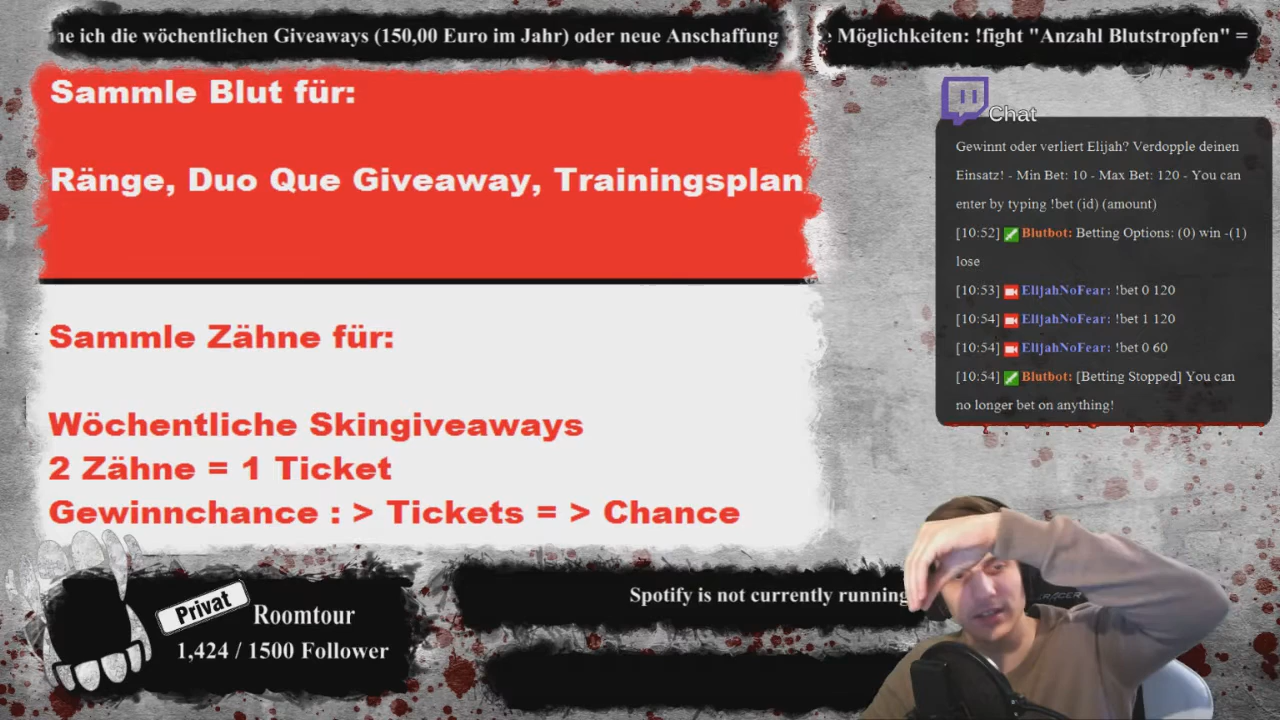 ne ich die wöchentlichen Giveaways (150,00 Euro im Jahr) oder neue Anschaffung
Möglichkeiten: !fight "Anzahl Blutstropfen" =
Sammle Blut für:
Ränge, Duo Que Giveaway, Trainingsplan
Sammle Zähne für:
Wöchentliche Skingiveaways
2 Zähne = 1 Ticket
Gewinnchance : > Tickets = > Chance
Chat
Gewinnt oder verliert Elijah? Verdopple deinen
Einsatz! - Min Bet: 10 - Max Bet: 120 - You can
enter by typing !bet (id) (amount)
[10:52] Blutbot: Betting Options: (0) win -(1)
lose
[10:53] ElijahNoFear: !bet 0 120
[10:54] ElijahNoFear: !bet 1 120
[10:54] ElijahNoFear: !bet 0 60
[10:54] Blutbot: [Betting Stopped] You can
no longer bet on anything!
Privat
Roomtour
1,424 / 1500 Follower
Spotify is not currently running